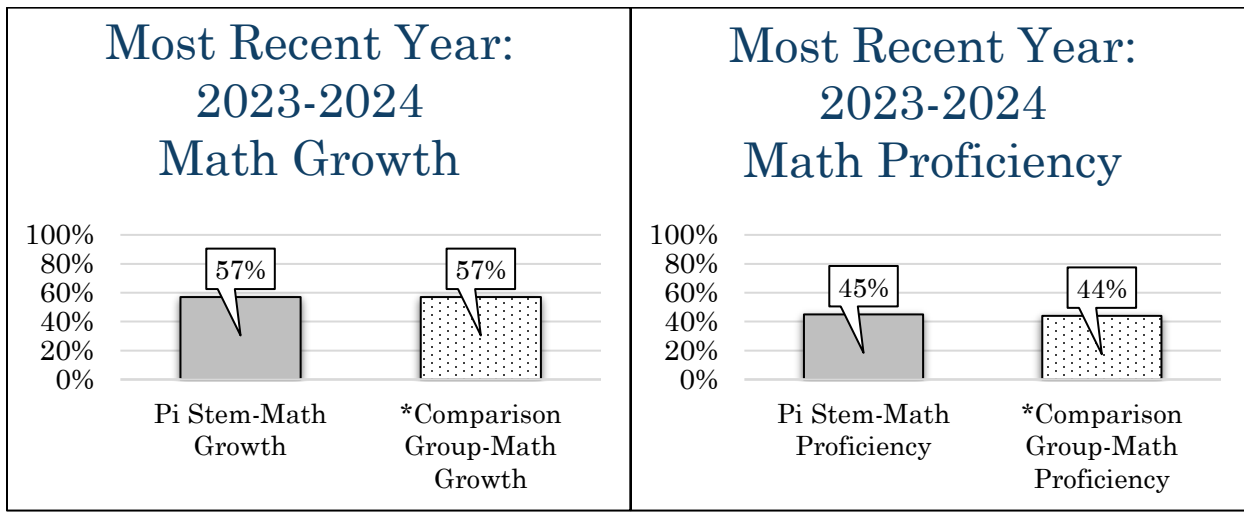 Most Recent Year:
2023-2024
Math Growth
100%
80%
60%
40%
20%
0%
57%
57%
Pi Stem-Math
Growth
*Comparison
Group-Math
Growth
Most Recent Year:
2023-2024
Math Proficiency
100%
80%
60%
40%
20%
0%
45%
44%
Pi Stem-Math
Proficiency
*Comparison
Group-Math
Proficiency